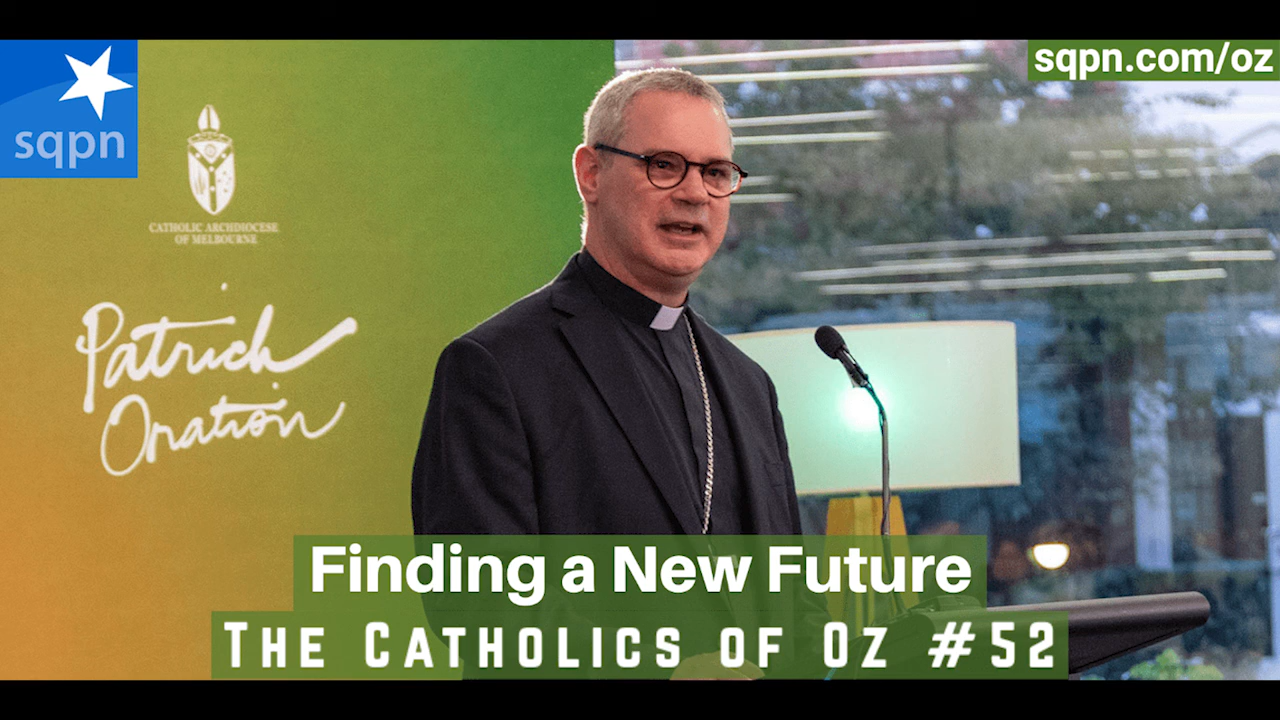 sqpn
sqpn.com/oz
CATHOLIC ARCHDIOCESE
OF MELBOURNE
Patrick
Oration
Finding a New Future
THE CATHOLICS OF OZ #52